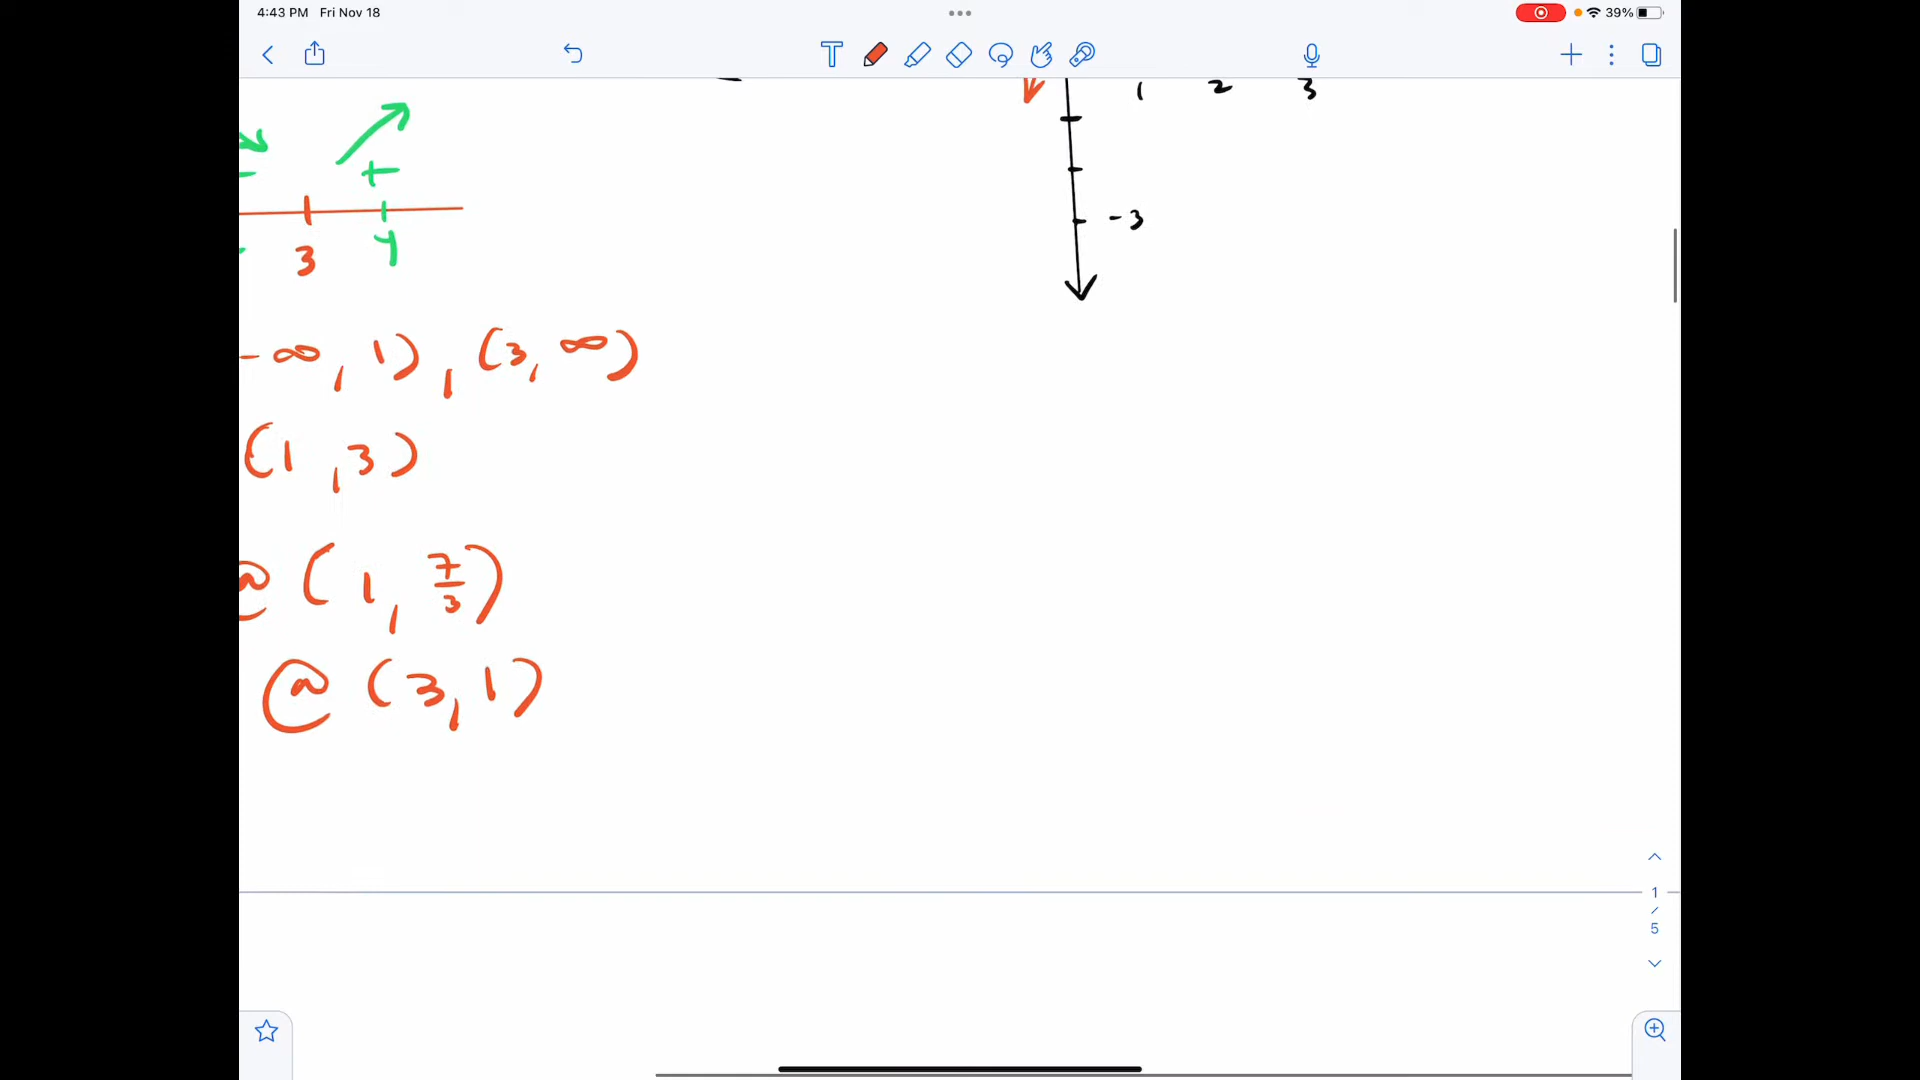 4:43 PM Fri Nov 18
39%
T
1 2 3
+
3 4
-3
-∞, 1), (3, ∞)
(1, 3)
@ (1, 7/3)
@ (3, 1)
1
/
5